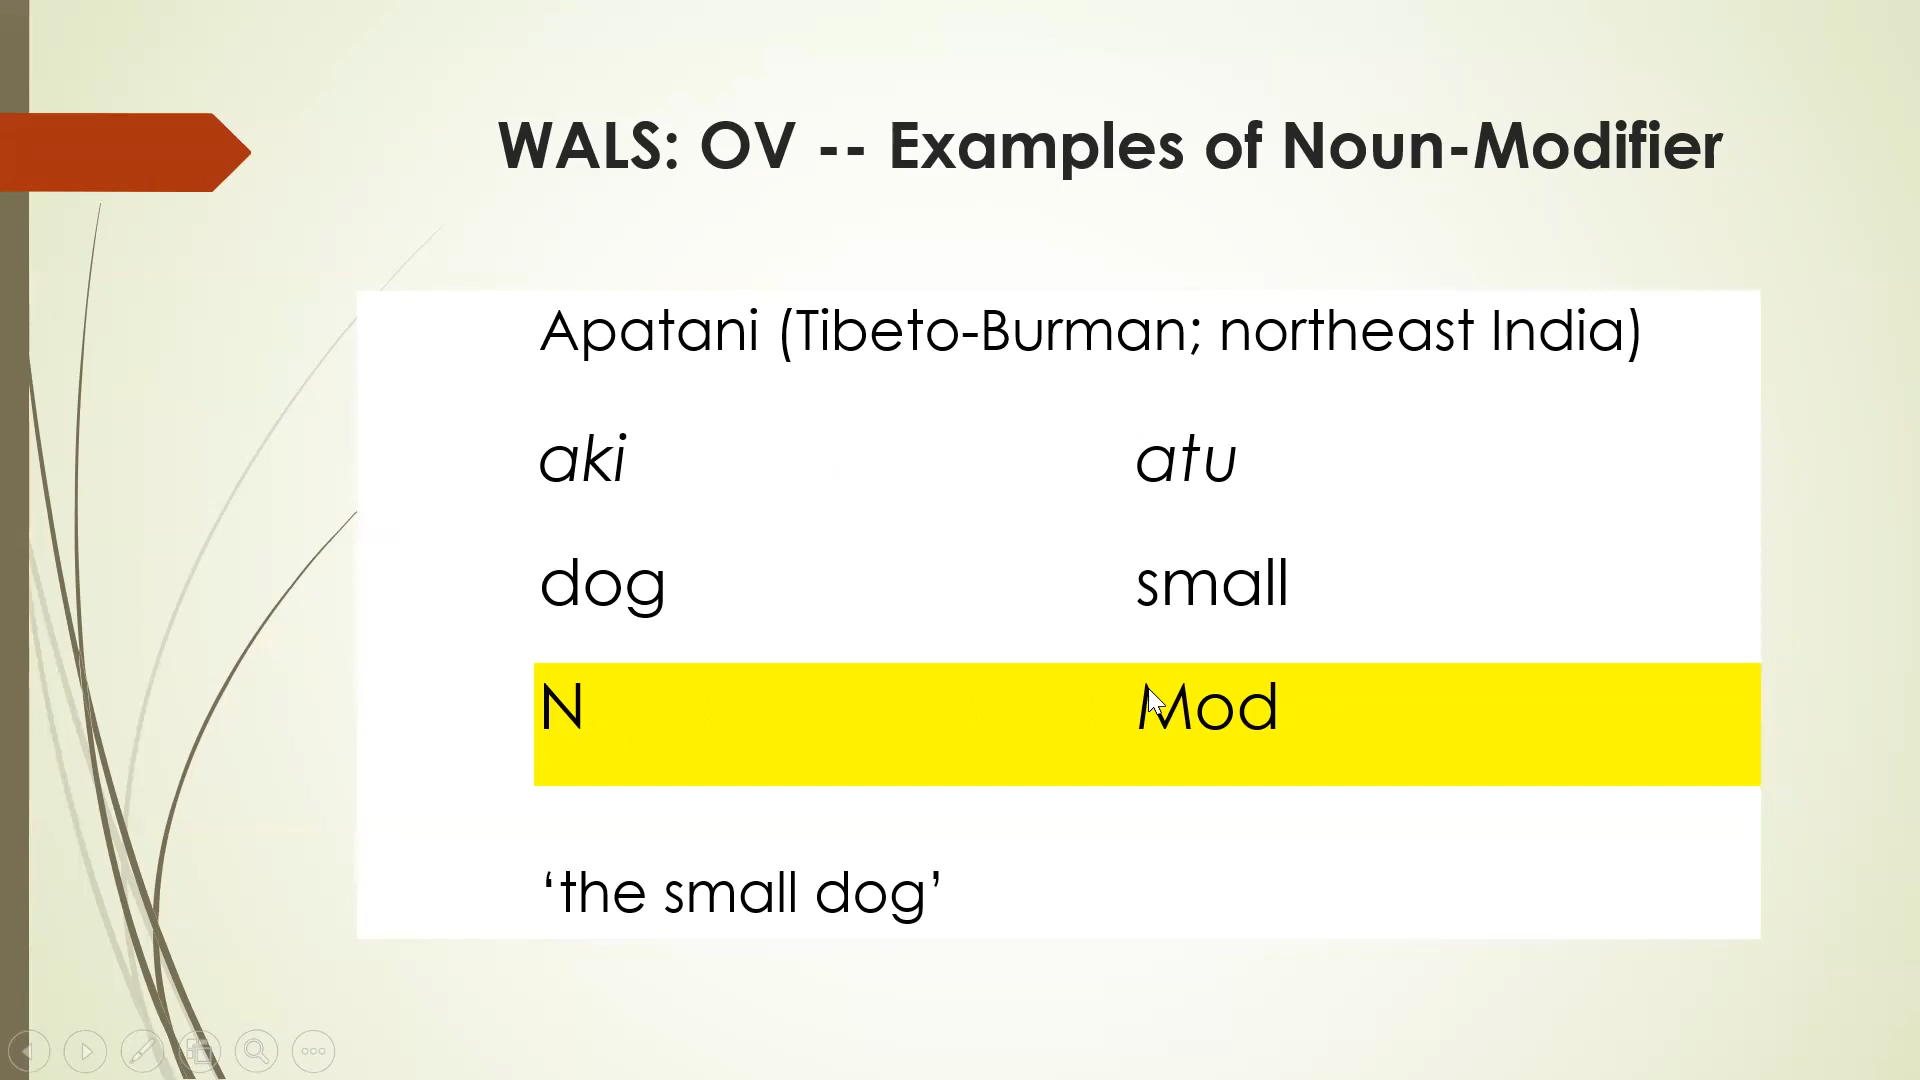 WALS: OV -- Examples of Noun-Modifier
Apatani (Tibeto-Burman; northeast India)
aki atu
dog small
N Mod
‘the small dog’